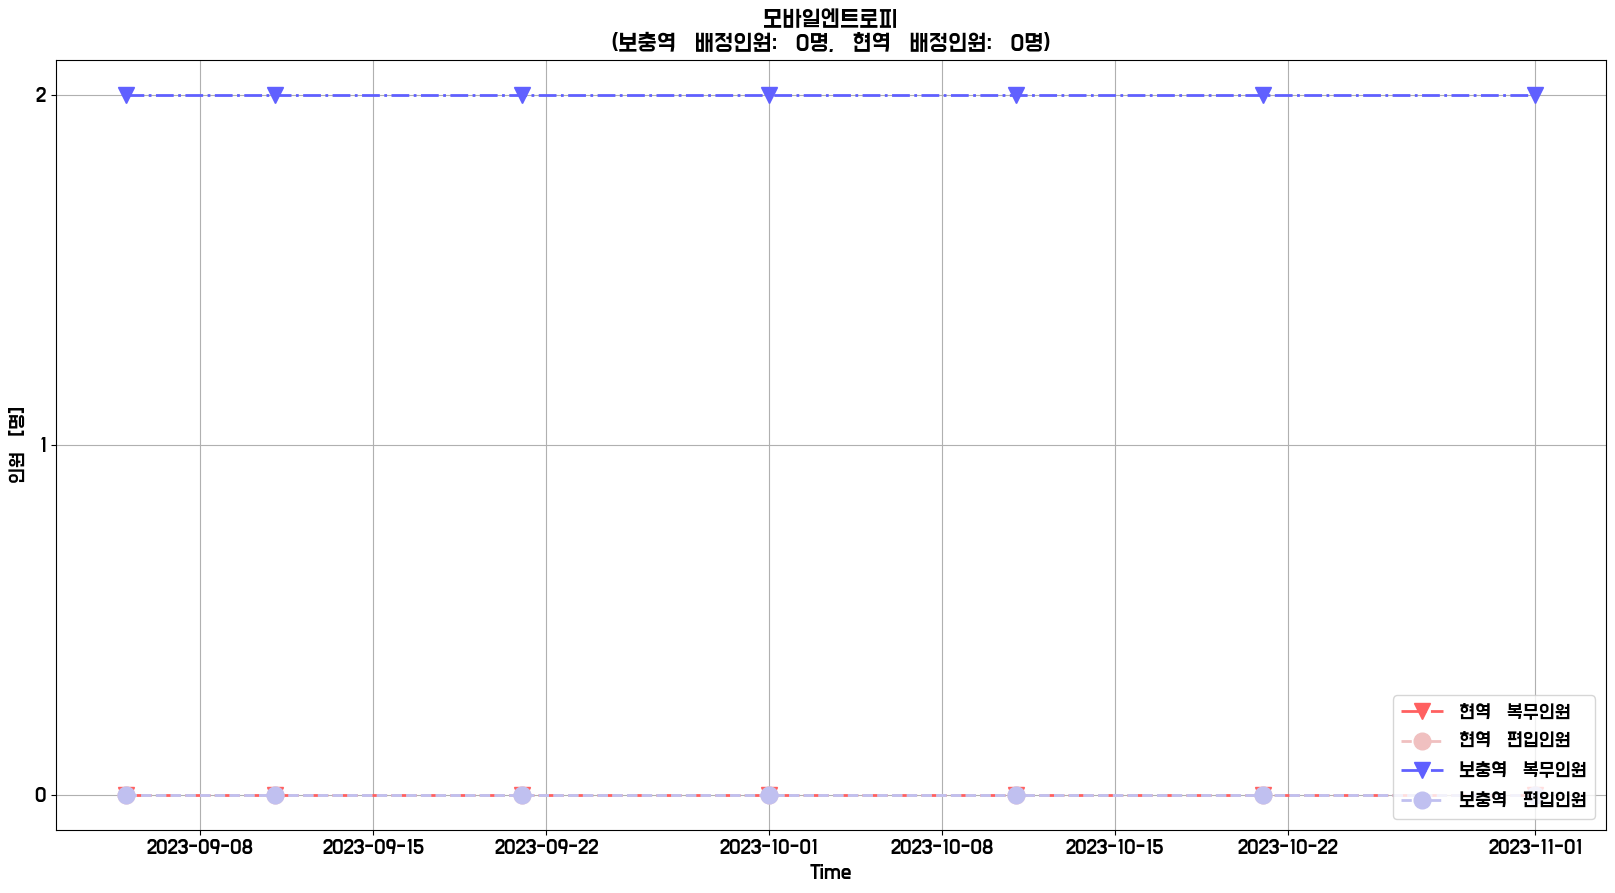 모바일엔트로피
(보충역 배정인원: 0명, 현역 배정인원: 0명)
2
1
0
인원 [명]
현역 복무인원
현역 편입인원
보충역 복무인원
보충역 편입인원
2023-09-08 2023-09-15 2023-09-22 2023-10-01 2023-10-08 2023-10-15 2023-10-22 2023-11-01
Time